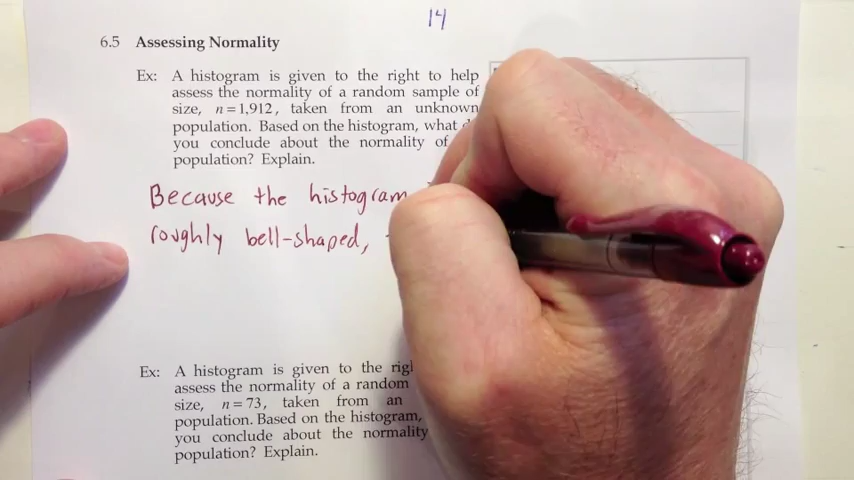 14
6.5 Assessing Normality
Ex: A histogram is given to the right to help
assess the normality of a random sample of
size, n = 1,912, taken from an unknown
population. Based on the histogram, what
you conclude about the normality of
population? Explain.
Because the histogram
roughly bell-shaped,
Ex: A histogram is given to the
assess the normality of a random
size, n = 73, taken from an
population. Based on the histogram,
you conclude about the normality
population? Explain.